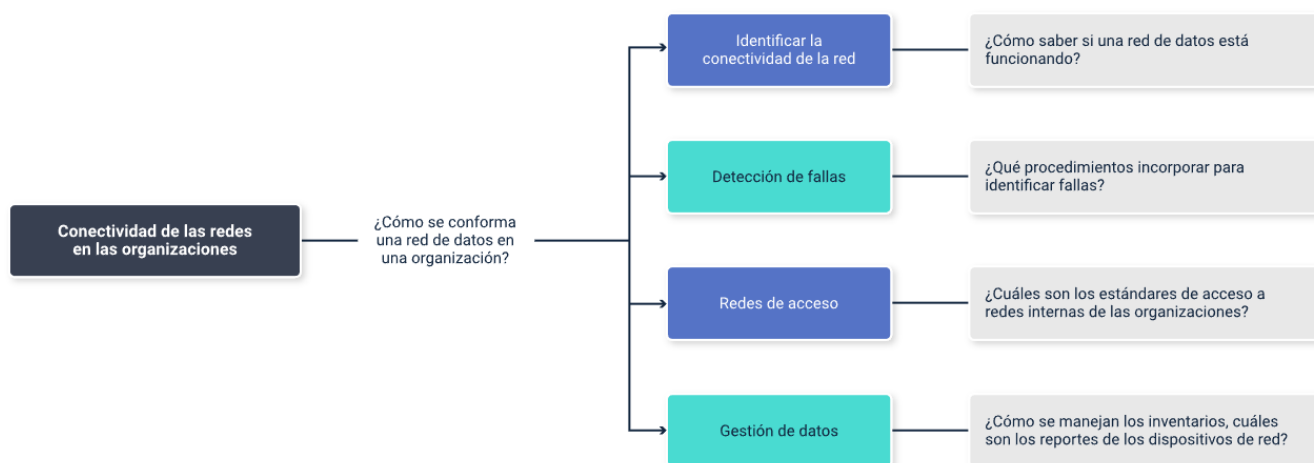 Conectividad de las redes
en las organizaciones
¿Cómo se conforma
una red de datos en
una organización?
Identificar la
conectividad de la red
¿Cómo saber si una red de datos está
funcionando?
Detección de fallas
¿Qué procedimientos incorporar para
identificar fallas?
Redes de acceso
¿Cuáles son los estándares de acceso a
redes internas de las organizaciones?
Gestión de datos
¿Cómo se manejan los inventarios, cuáles
son los reportes de los dispositivos de red?